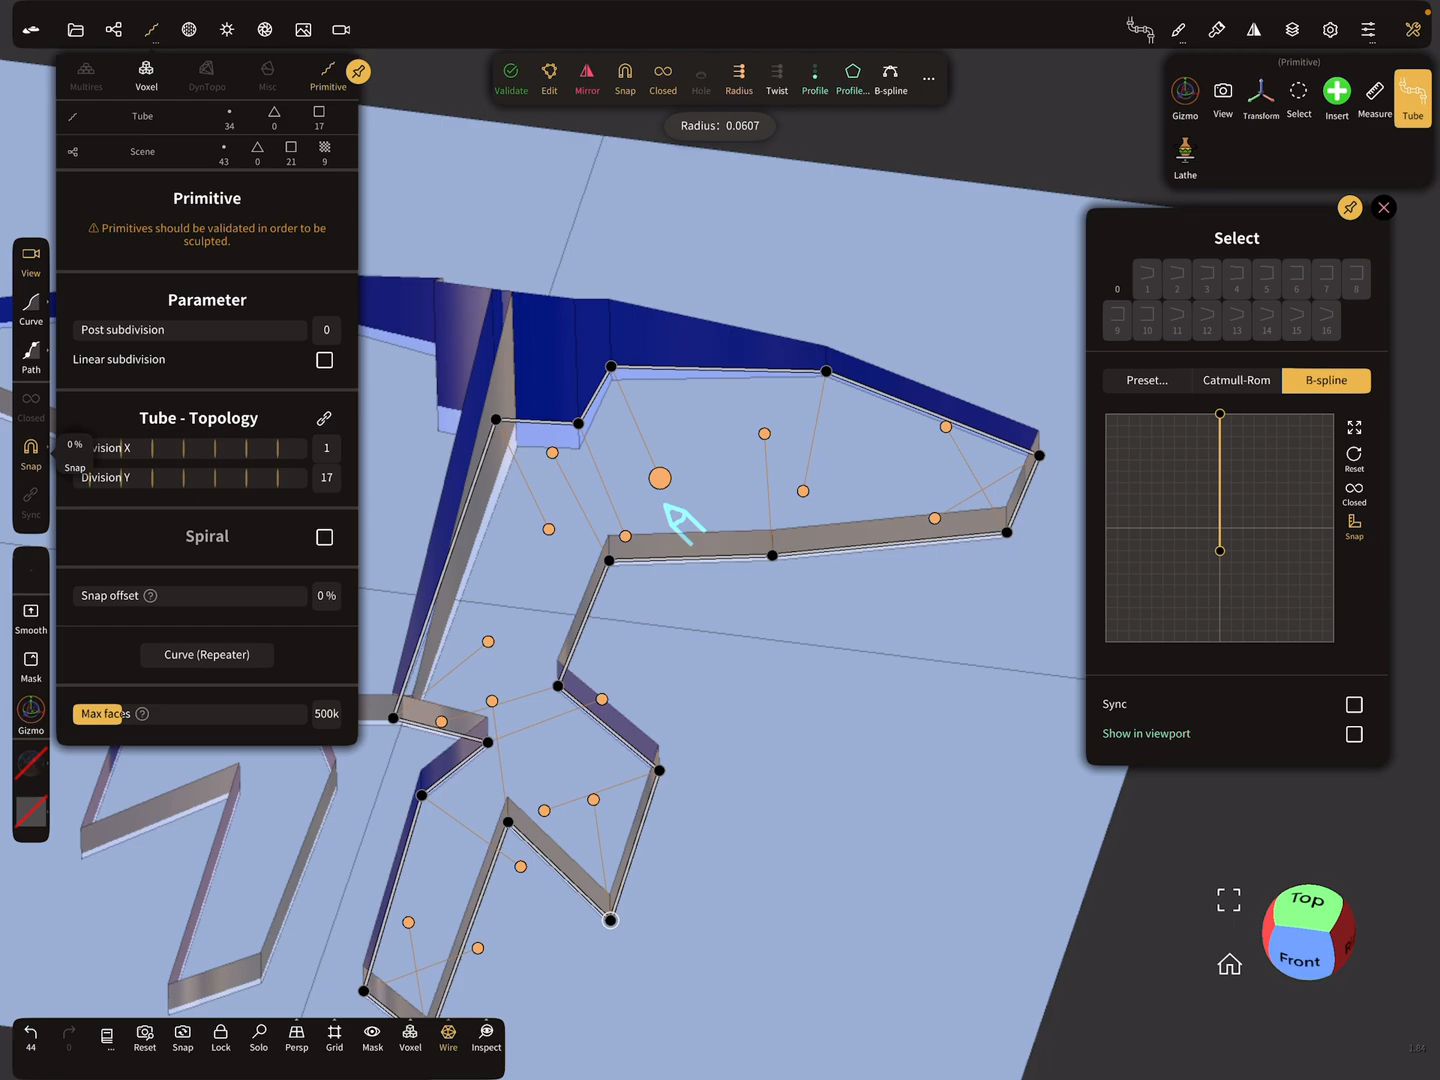 Multires
Voxel
DynTopo
Misc
Primitive
Tube
34
0
17
Scene
43
0
21
9
Primitive
⚠ Primitives should be validated in order to be
sculpted.
Parameter
Post subdivision
0
Linear subdivision
Tube - Topology
ivision X
1
Division Y
17
Spiral
Snap offset ?
0 %
Curve (Repeater)
Max faces ?
500k
View
Curve
Path
Closed
Snap
Sync
0 %
Snap
Smooth
Mask
Gizmo
Validate
Edit
Mirror
Snap
Closed
Hole
Radius
Twist
Profile
Profile...
B-spline
...
Radius: 0.0607
(Primitive)
Gizmo
View
Transform
Select
Insert
Measure
Tube
Lathe
Select
0
1
2
3
4
5
6
7
8
9
10
11
12
13
14
15
16
Preset...
Catmull-Rom
B-spline
Reset
Closed
Snap
Sync
Show in viewport
Top
Front
R
44
0
...
Reset
Snap
Lock
Solo
Persp
Grid
Mask
Voxel
Wire
Inspect
1.84